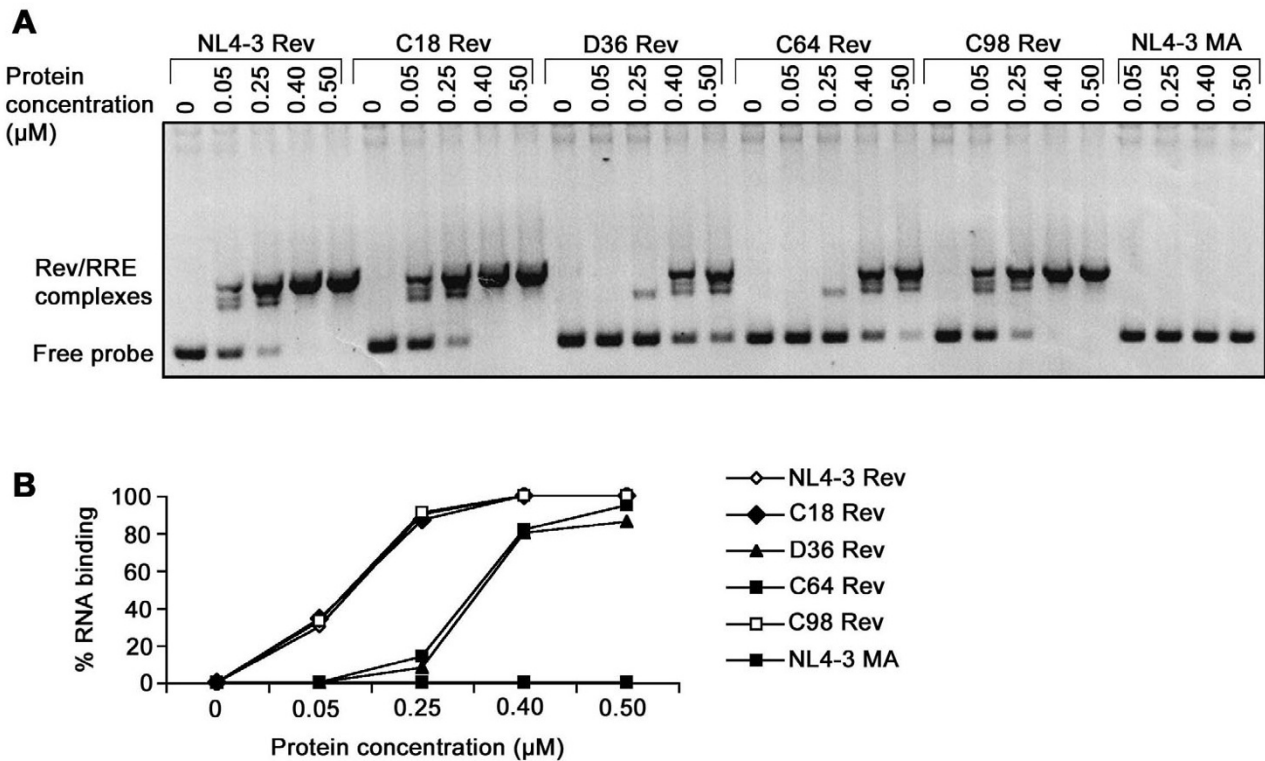 A
NL4-3 Rev C18 Rev D36 Rev C64 Rev C98 Rev NL4-3 MA
Protein
concentration
(µM)
0 0.05 0.25 0.40 0.50 0 0.05 0.25 0.40 0.50 0 0.05 0.25 0.40 0.50 0 0.05 0.25 0.40 0.50 0 0.05 0.25 0.40 0.50 0.05 0.25 0.40 0.50
Rev/RRE
complexes
Free probe
B
% RNA binding
100
80
60
40
20
0
0 0.05 0.25 0.40 0.50
Protein concentration (µM)
NL4-3 Rev
C18 Rev
D36 Rev
C64 Rev
C98 Rev
NL4-3 MA